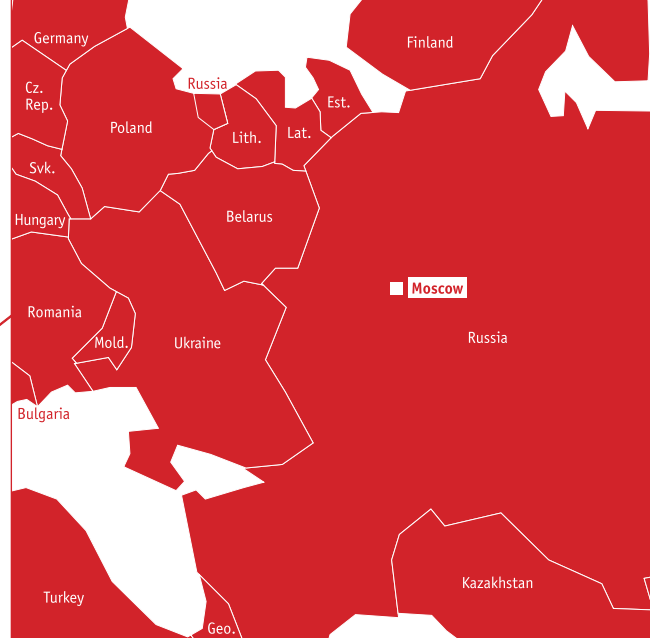 Germany
Finland
Cz.
Rep.
Russia
Est.
Poland
Lith.
Lat.
Svk.
Hungary
Belarus
Moscow
Romania
Mold.
Ukraine
Russia
Bulgaria
Kazakhstan
Turkey
Geo.